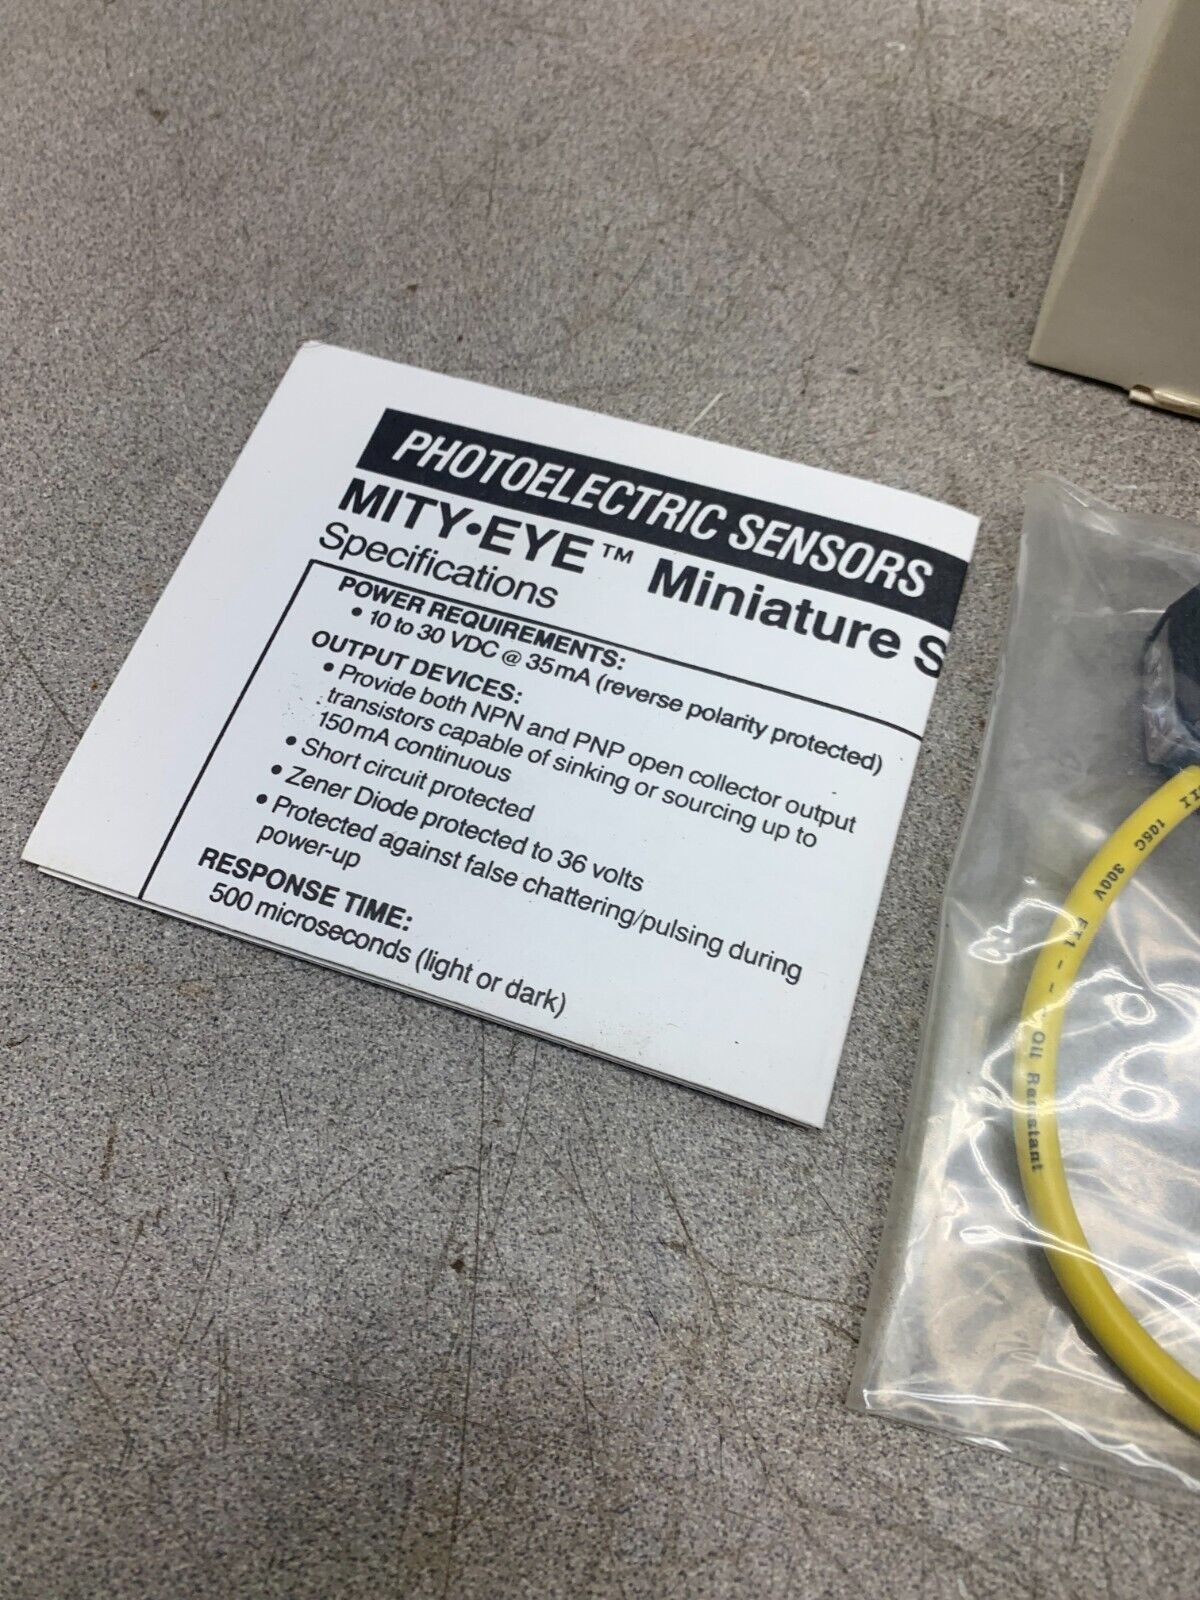 PHOTOELECTRIC SENSORS
MITY•EYE™ Miniature S
Specifications
POWER REQUIREMENTS:
• 10 to 30 VDC @ 35mA (reverse polarity protected)
OUTPUT DEVICES:
• Provide both NPN and PNP open collector output
transistors capable of sinking or sourcing up to
150mA continuous
• Short circuit protected
• Zener Diode protected to 36 volts
• Protected against false chattering/pulsing during
power-up
RESPONSE TIME:
500 microseconds (light or dark)
105C 300V FT1 - - Oil Resistant